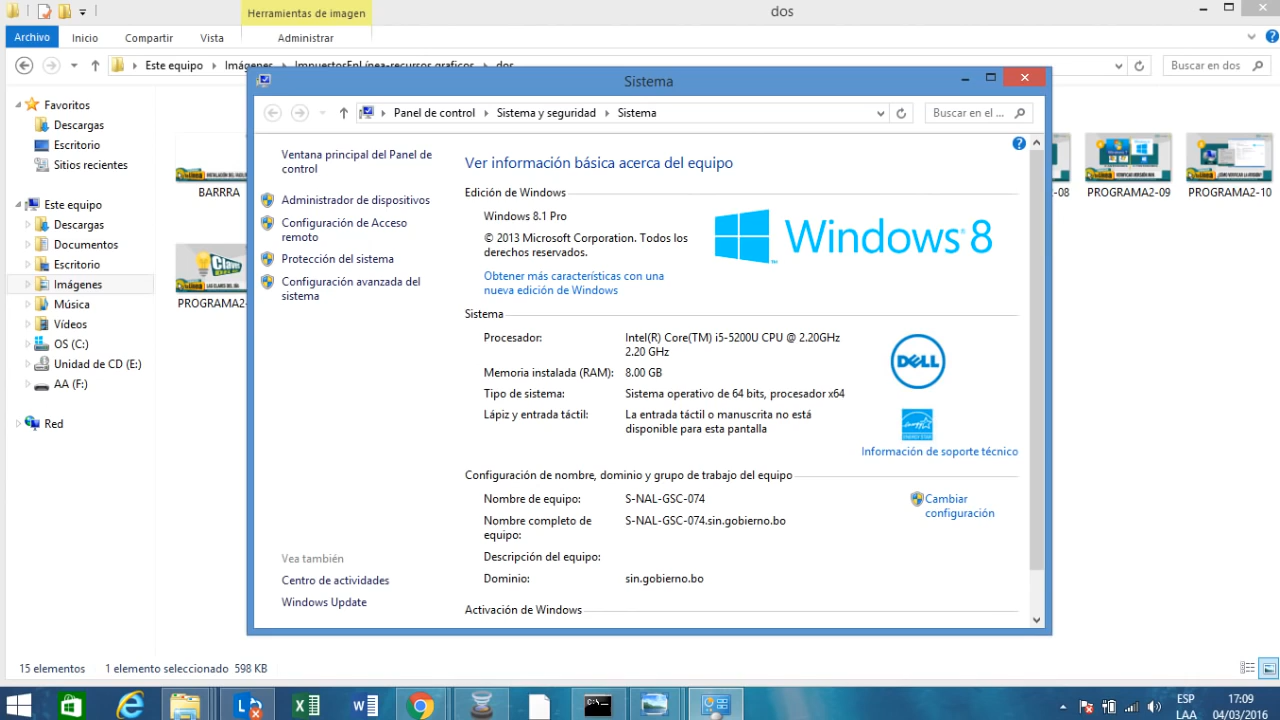 Herramientas de imagen
dos
Archivo
Inicio
Compartir
Vista
Administrar
Este equipo
Imágenes
ImpuestosEnLínea-recursos graficos
dos
Buscar en dos
Sistema
Panel de control
Sistema y seguridad
Sistema
Buscar en el ...
Favoritos
Descargas
Escritorio
Sitios recientes
Este equipo
Descargas
Documentos
Escritorio
Imágenes
Música
Vídeos
OS (C:)
Unidad de CD (E:)
AA (F:)
Red
BARRRA
PROGRAMA2-
-08
PROGRAMA2-09
PROGRAMA2-10
Ventana principal del Panel de
control
Administrador de dispositivos
Configuración de Acceso
remoto
Protección del sistema
Configuración avanzada del
sistema
Vea también
Centro de actividades
Windows Update
Ver información básica acerca del equipo
Edición de Windows
Windows 8.1 Pro
© 2013 Microsoft Corporation. Todos los
derechos reservados.
Obtener más características con una
nueva edición de Windows
Windows 8
Sistema
Procesador: Intel(R) Core(TM) i5-5200U CPU @ 2.20GHz
2.20 GHz
Memoria instalada (RAM): 8.00 GB
Tipo de sistema: Sistema operativo de 64 bits, procesador x64
Lápiz y entrada táctil: La entrada táctil o manuscrita no está
disponible para esta pantalla
DELL
Información de soporte técnico
Configuración de nombre, dominio y grupo de trabajo del equipo
Nombre de equipo: S-NAL-GSC-074
Cambiar
configuración
Nombre completo de S-NAL-GSC-074.sin.gobierno.bo
equipo:
Descripción del equipo:
Dominio: sin.gobierno.bo
Activación de Windows
15 elementos
1 elemento seleccionado 598 KB
ESP
LAA
17:09
04/03/2016